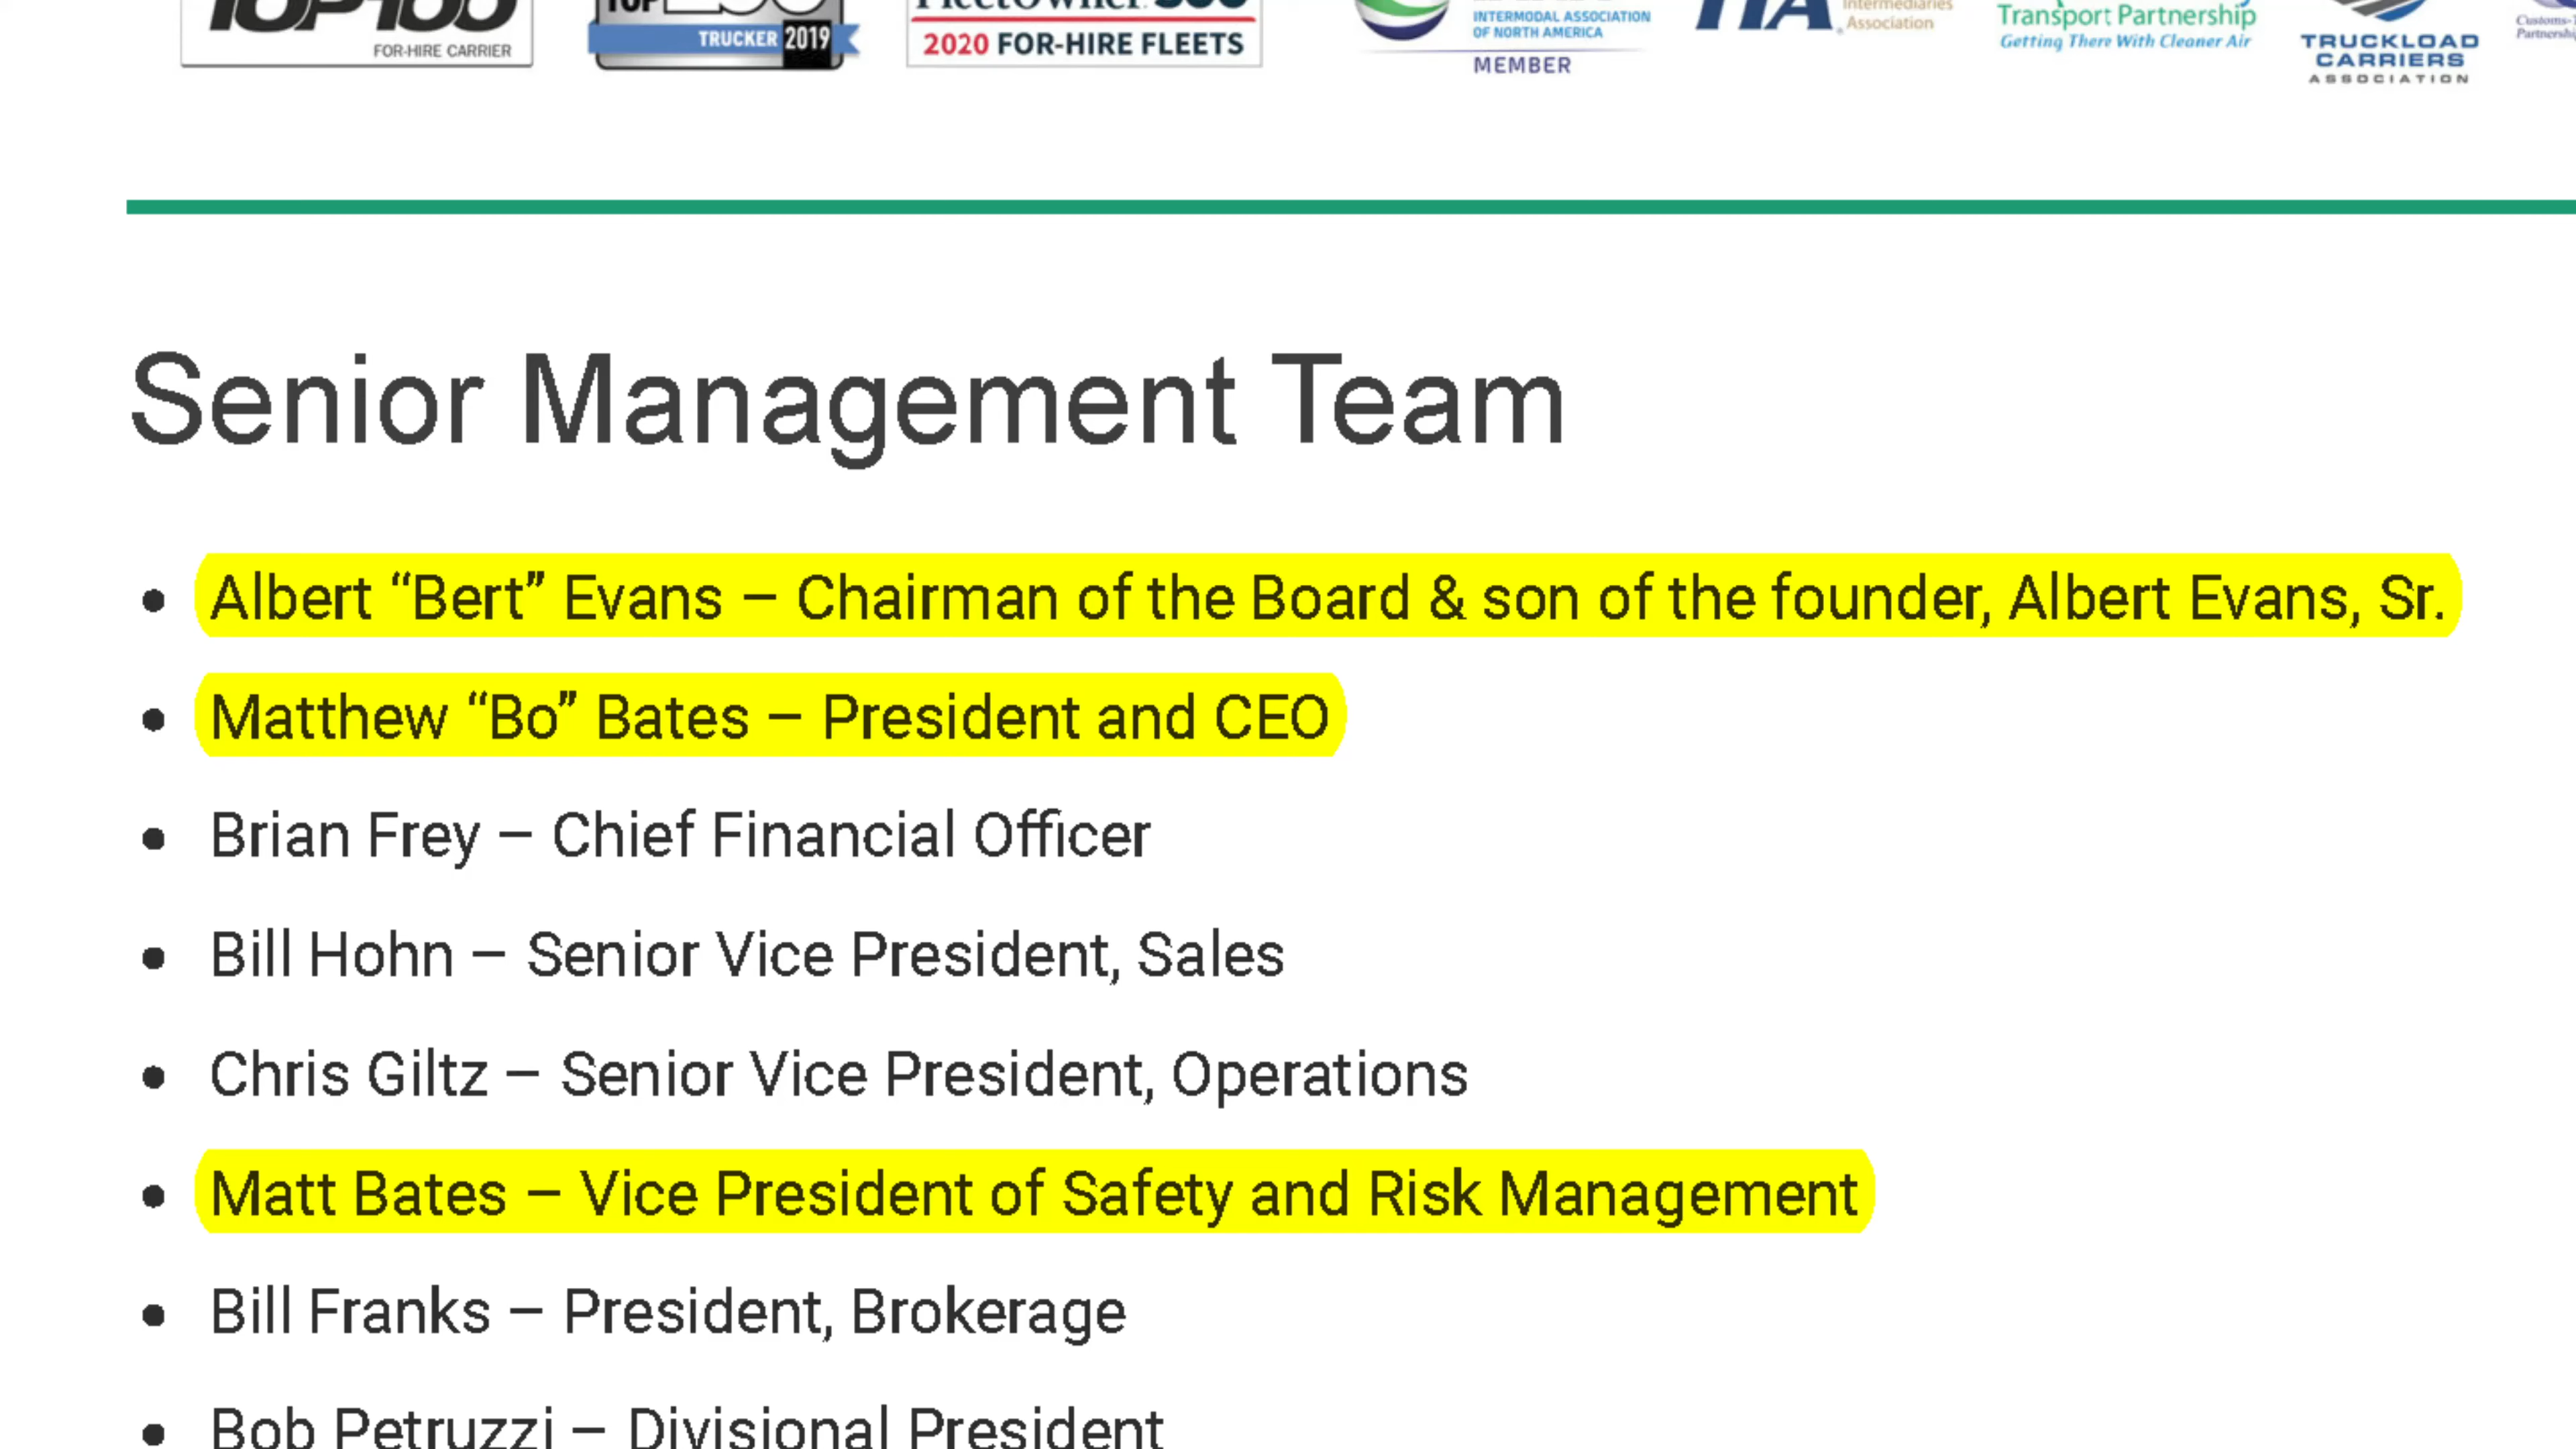 TOP100
FOR-HIRE CARRIER
TOP
TRUCKER 2019
2020 FOR-HIRE FLEETS
INTERMODAL ASSOCIATION
OF NORTH AMERICA
MEMBER
TIA
Intermediaries
Association
Transport Partnership
Getting There With Cleaner Air
TRUCKLOAD
CARRIERS
ASSOCIATION
Senior Management Team
• Albert “Bert” Evans – Chairman of the Board & son of the founder, Albert Evans, Sr.
• Matthew “Bo” Bates – President and CEO
• Brian Frey – Chief Financial Officer
• Bill Hohn – Senior Vice President, Sales
• Chris Giltz – Senior Vice President, Operations
• Matt Bates – Vice President of Safety and Risk Management
• Bill Franks – President, Brokerage
• Bob Petruzzi – Divisional President